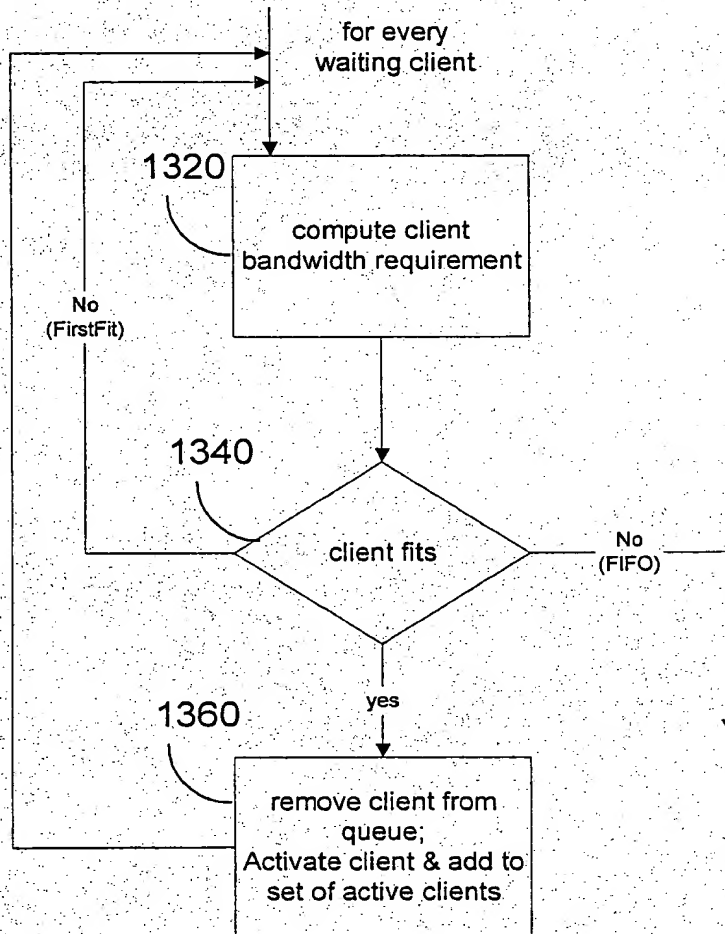 for every
waiting client
1320
compute client
bandwidth requirement
No
(FirstFit)
1340
client fits
No
(FIFO)
yes
1360
remove client from
queue;
Activate client & add to
set of active clients